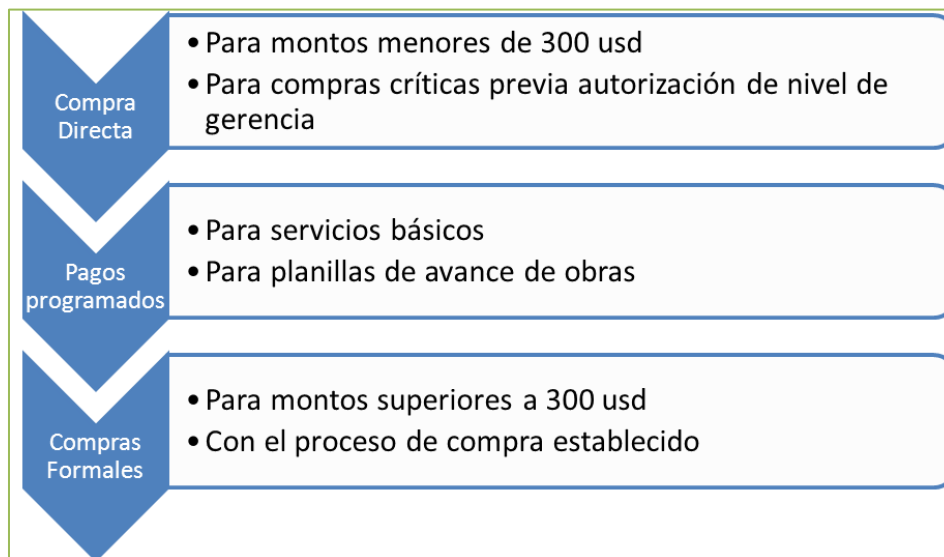 Compra
Directa
• Para montos menores de 300 usd
• Para compras críticas previa autorización de nivel de
gerencia
Pagos
programados
• Para servicios básicos
• Para planillas de avance de obras
Compras
Formales
• Para montos superiores a 300 usd
• Con el proceso de compra establecido